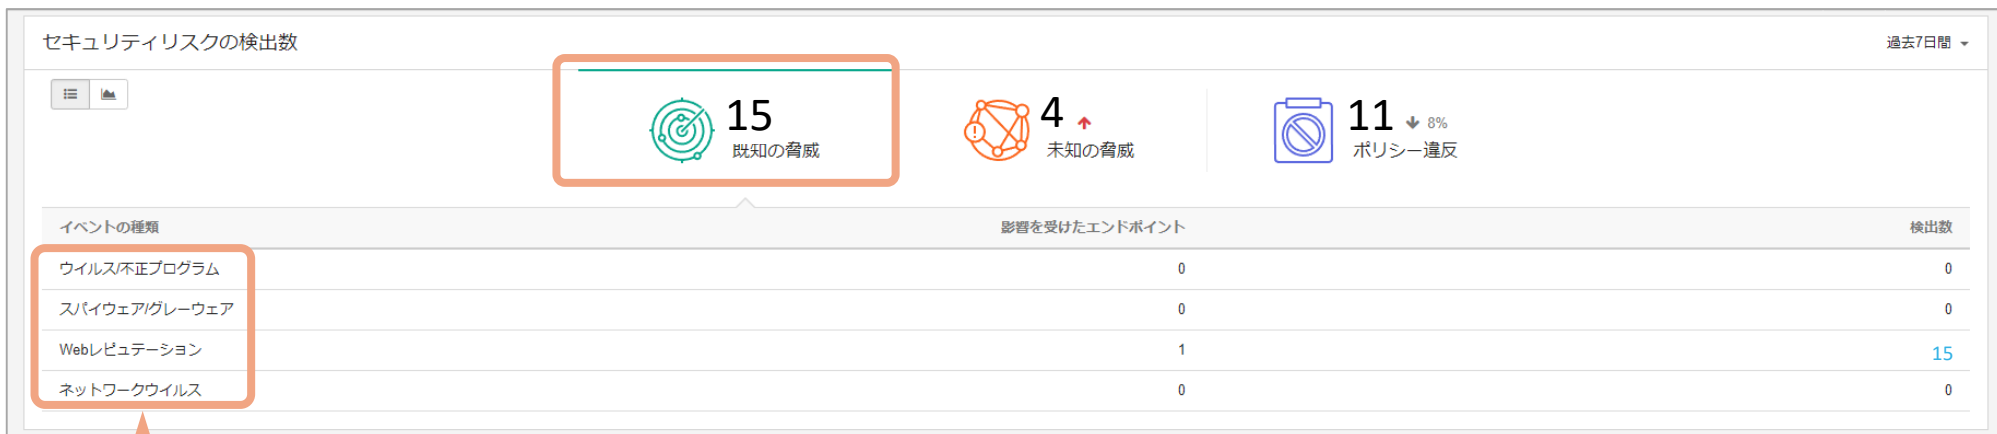 セキュリティリスクの検出数
過去7日間
15
既知の脅威
4
未知の脅威
11 8%
ポリシー違反
イベントの種類 影響を受けたエンドポイント 検出数
ウイルス/不正プログラム 0 0
スパイウェア/グレーウェア 0 0
Webレピュテーション 1 15
ネットワークウイルス 0 0